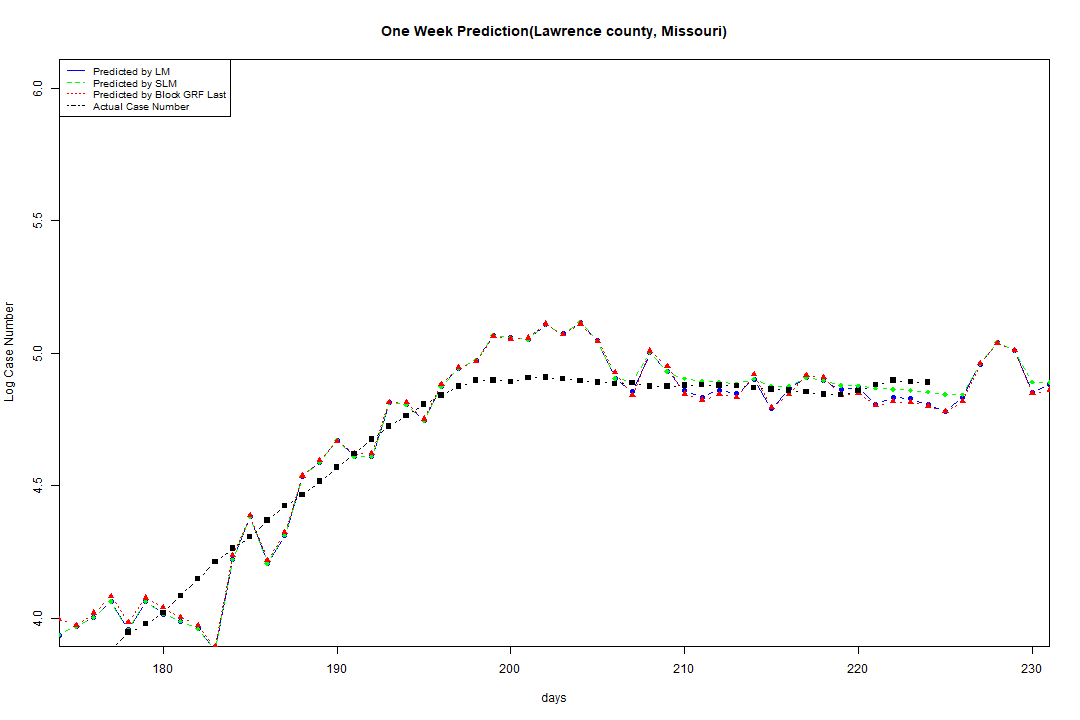 One Week Prediction(Lawrence county, Missouri)
Predicted by LM
Predicted by SLM
Predicted by Block GRF Last
Actual Case Number
6.0
5.5
5.0
4.5
4.0
Log Case Number
180 190 200 210 220 230
days